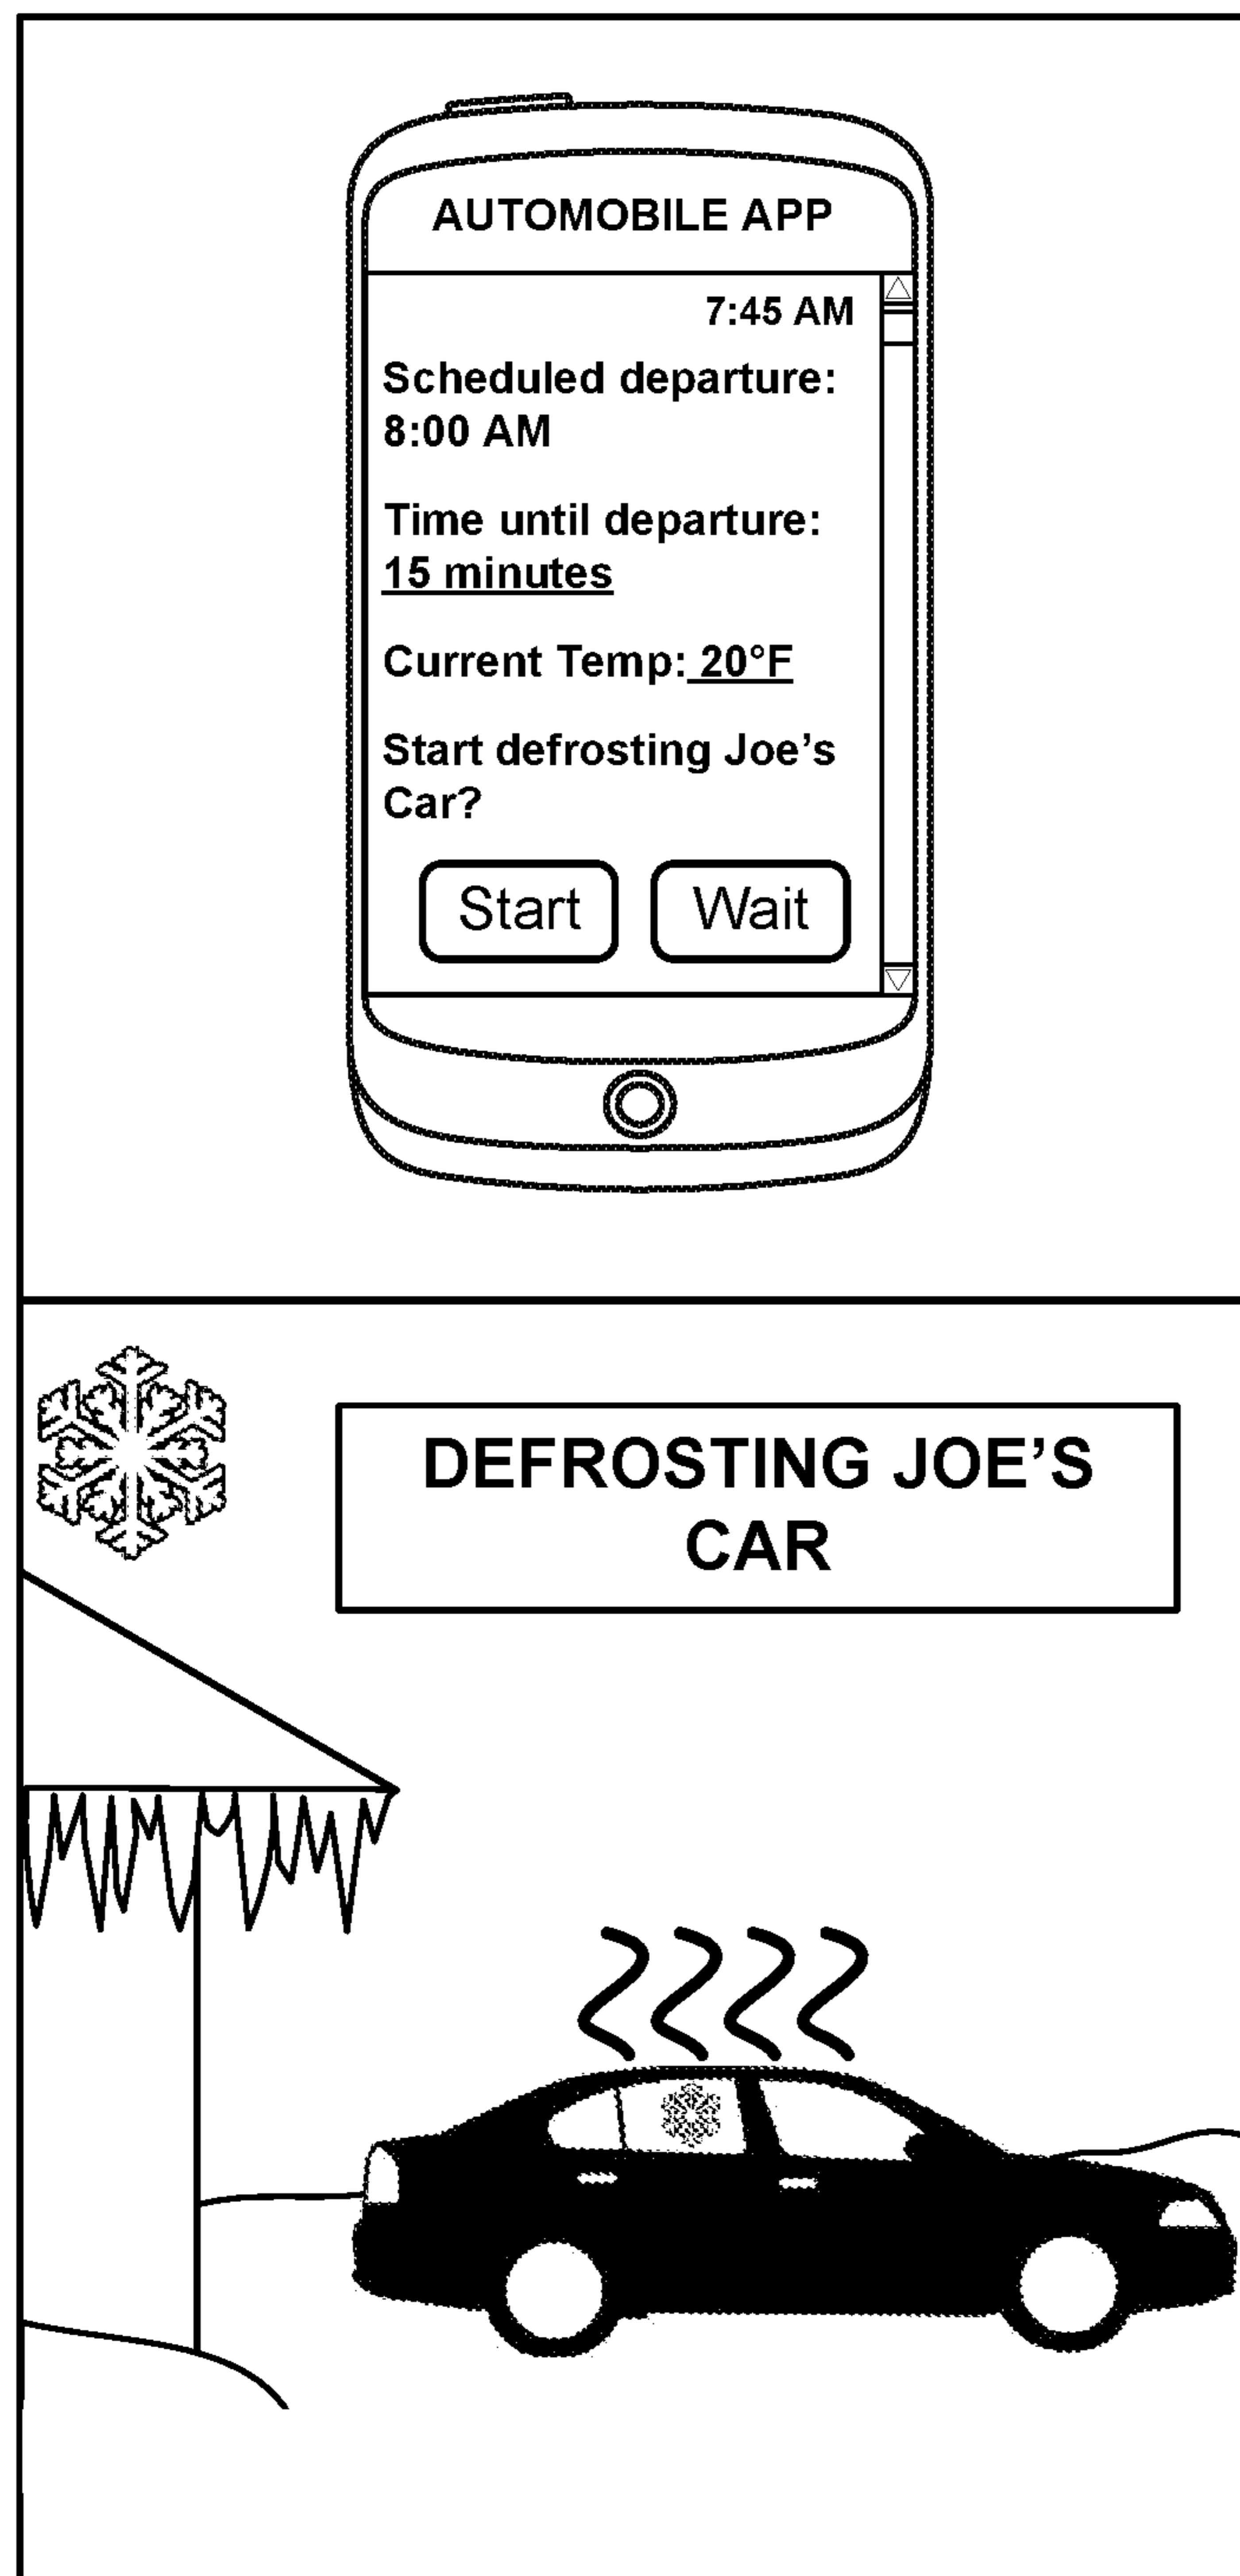 AUTOMOBILE APP
7:45 AM
Scheduled departure:
8:00 AM
Time until departure:
15 minutes
Current Temp: 20°F
Start defrosting Joe’s
Car?
Start Wait
DEFROSTING JOE’S
CAR